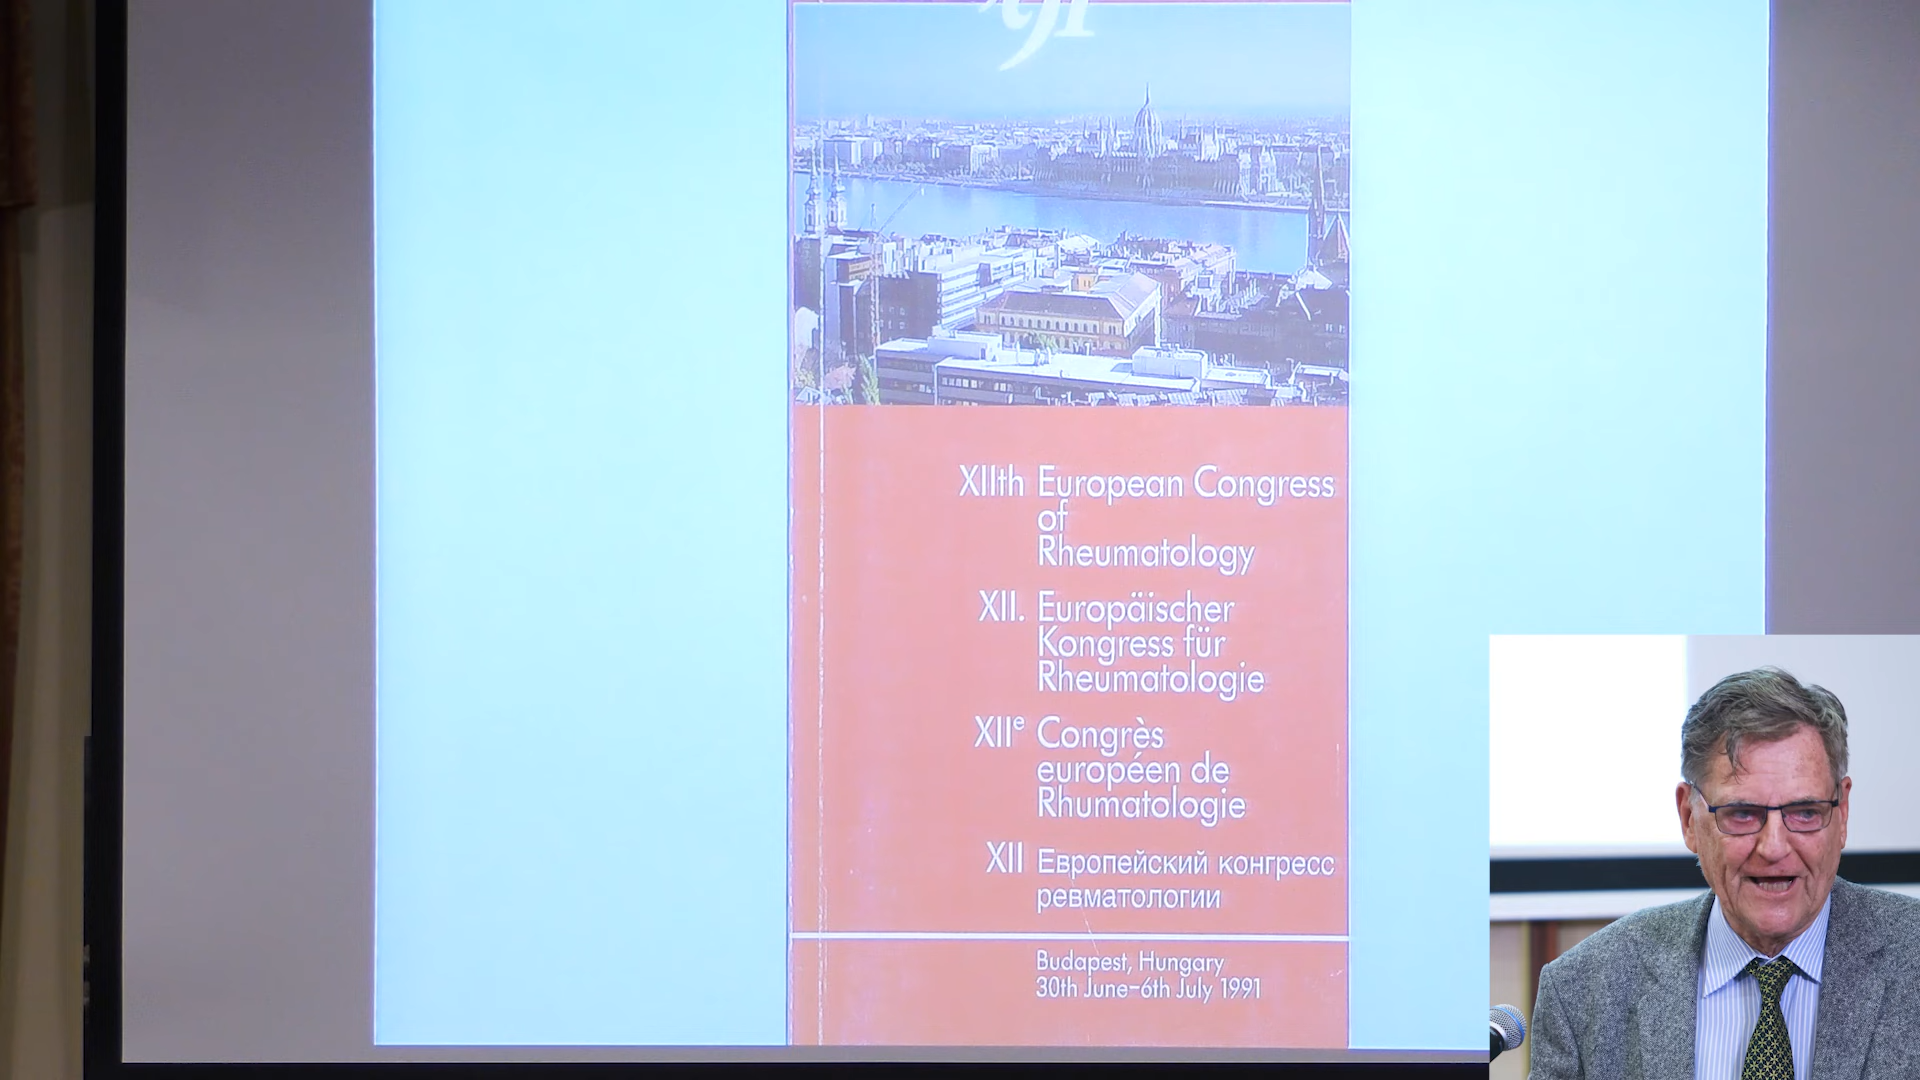 XIIth European Congress
of
Rheumatology
XII. Europäischer
Kongress für
Rheumatologie
XIIe Congrès
européen de
Rhumatologie
XII Европейский конгресс
ревматологии
Budapest, Hungary
30th June–6th July 1991